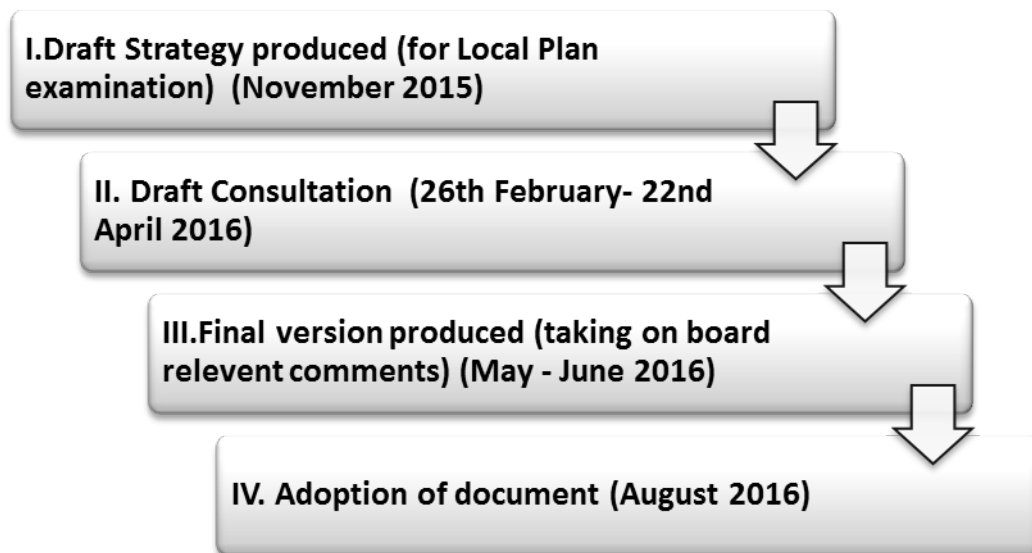 I.Draft Strategy produced (for Local Plan
examination)  (November 2015)
II. Draft Consultation  (26th February- 22nd
April 2016)
III.Final version produced (taking on board
relevent comments) (May - June 2016)
IV. Adoption of document (August 2016)